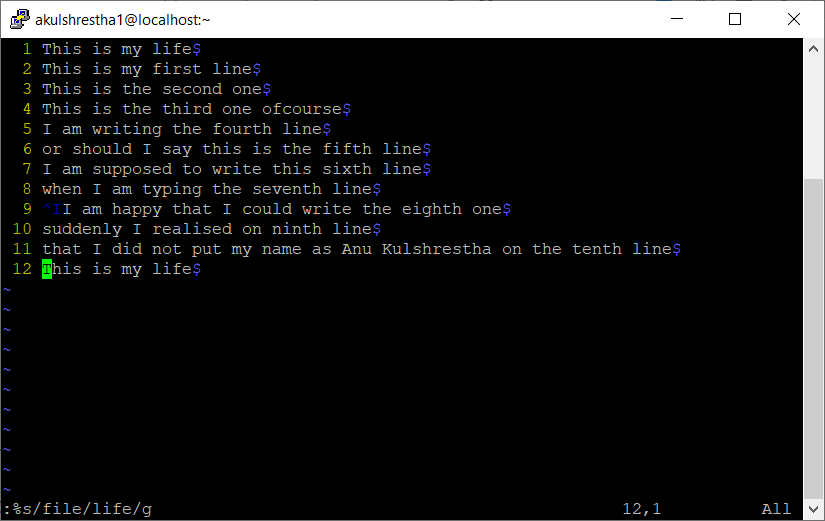 akulshrestha1@localhost:~
1 This is my life$
2 This is my first line$
3 This is the second one$
4 This is the third one ofcourse$
5 I am writing the fourth line$
6 or should I say this is the fifth line$
7 I am supposed to write this sixth line$
8 when I am typing the seventh line$
9 ^II am happy that I could write the eighth one$
10 suddenly I realised on ninth line$
11 that I did not put my name as Anu Kulshrestha on the tenth line$
12 This is my life$
~
~
~
~
~
~
~
~
~
~
~
:%s/file/life/g 12,1 All